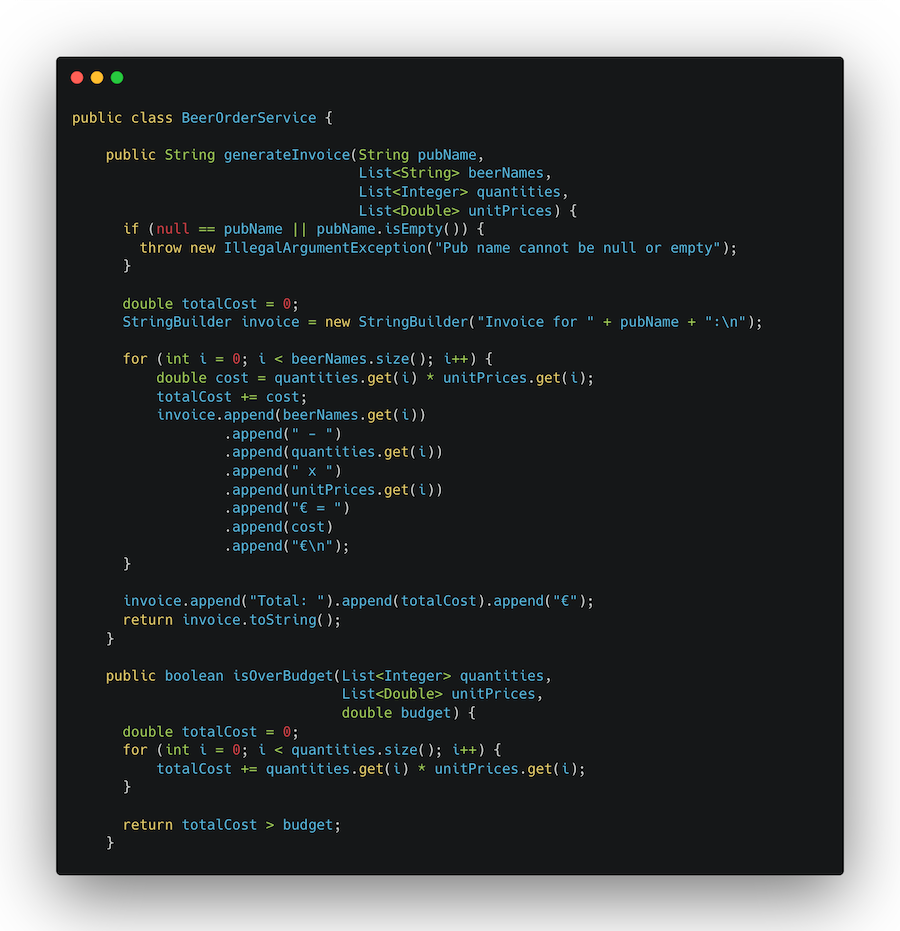 public class BeerOrderService {
public String generateInvoice(String pubName,
List<String> beerNames,
List<Integer> quantities,
List<Double> unitPrices) {
if (null == pubName || pubName.isEmpty()) {
throw new IllegalArgumentException("Pub name cannot be null or empty");
}
double totalCost = 0;
StringBuilder invoice = new StringBuilder("Invoice for " + pubName + ":\n");
for (int i = 0; i < beerNames.size(); i++) {
double cost = quantities.get(i) * unitPrices.get(i);
totalCost += cost;
invoice.append(beerNames.get(i))
.append(" - ")
.append(quantities.get(i))
.append(" x ")
.append(unitPrices.get(i))
.append("€ = ")
.append(cost)
.append("€\n");
}
invoice.append("Total: ").append(totalCost).append("€");
return invoice.toString();
}
public boolean isOverBudget(List<Integer> quantities,
List<Double> unitPrices,
double budget) {
double totalCost = 0;
for (int i = 0; i < quantities.size(); i++) {
totalCost += quantities.get(i) * unitPrices.get(i);
}
return totalCost > budget;
}